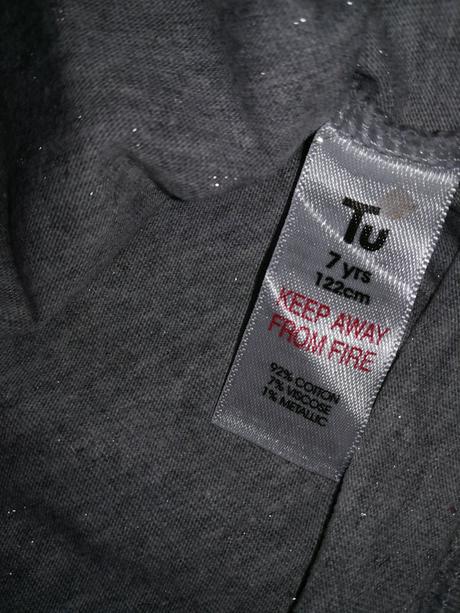 Tu
7 yrs
122cm
KEEP AWAY
FROM FIRE
92% COTTON
7% VISCOSE
1% METALLIC